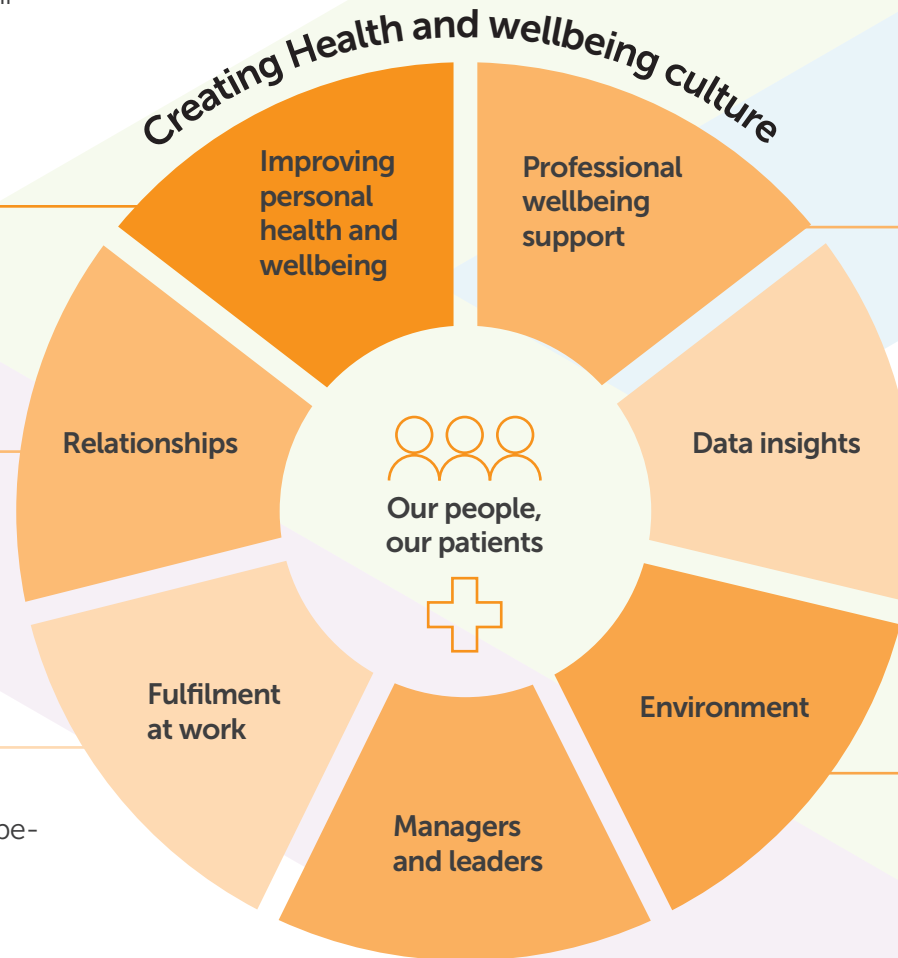 Creating Health and wellbeing culture
Improving
personal
health and
wellbeing
Professional
wellbeing
support
Relationships
Data insights
Our people,
our patients
Fulfilment
at work
Environment
Managers
and leaders
be-